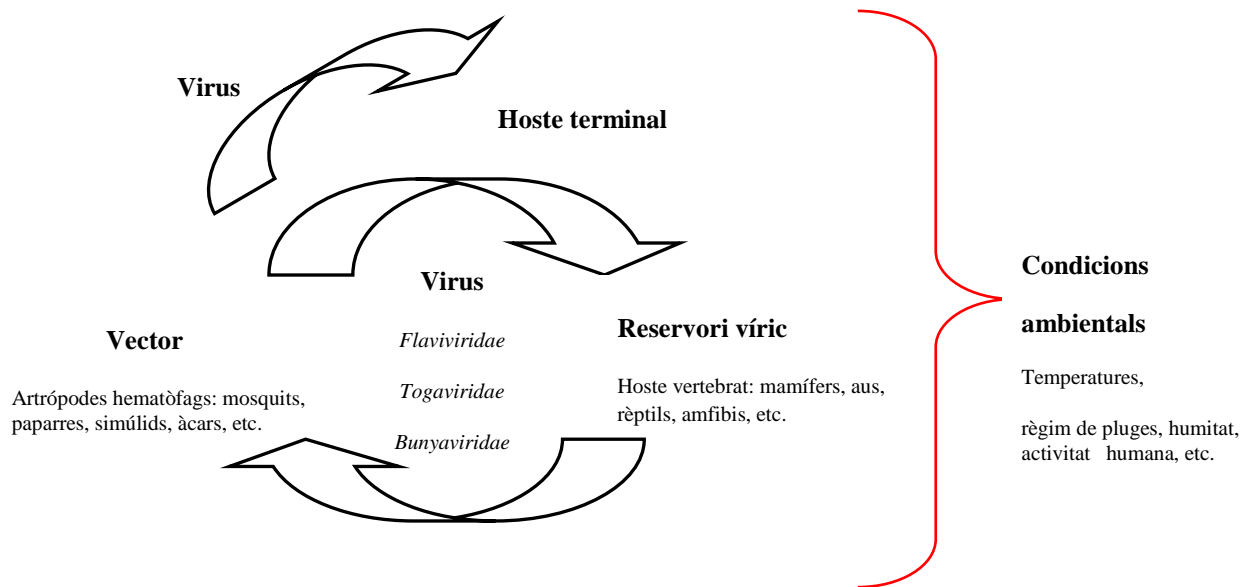 Virus
Hoste terminal
Virus
Flaviviridae
Togaviridae
Bunyaviridae
Vector
Artrópodes hematòfags: mosquits,
paparres, simúlids, àcars, etc.
Reservori víric
Hoste vertebrat: mamífers, aus,
rèptils, amfibis, etc.
Condicions
ambientals
Temperatures,
règim de pluges, humitat,
activitat humana, etc.